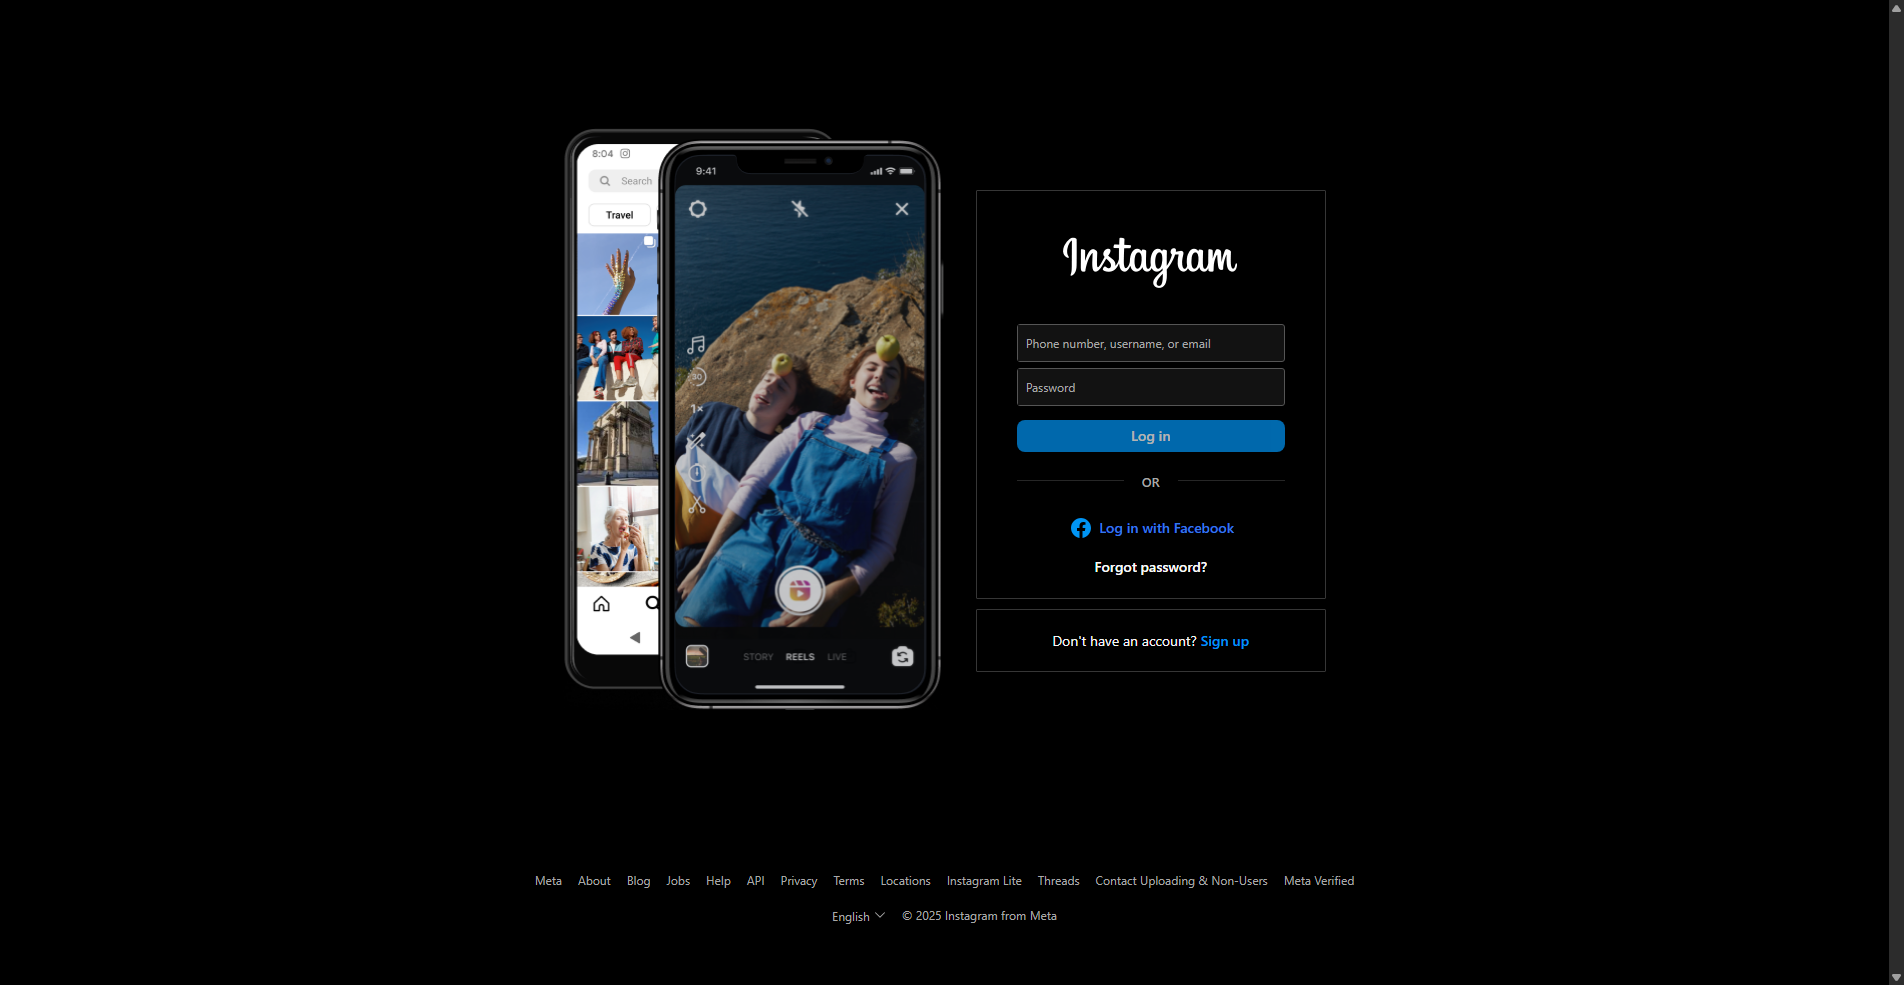 8:04
Search
Travel
9:41
30
1×
STORY REELS LIVE
Instagram
Phone number, username, or email
Password
Log in
OR
Log in with Facebook
Forgot password?
Don't have an account? Sign up
Meta About Blog Jobs Help API Privacy Terms Locations Instagram Lite Threads Contact Uploading & Non-Users Meta Verified
English © 2025 Instagram from Meta